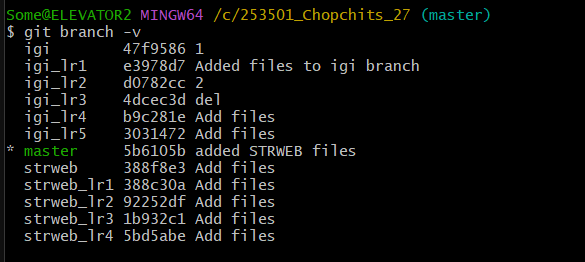 Some@ELEVATOR2 MINGW64 /c/253501_Chopchits_27 (master)
$ git branch -v
  igi        47f9586 1
  igi_lr1    e3978d7 Added files to igi branch
  igi_lr2    d0782cc 2
  igi_lr3    4dcec3d del
  igi_lr4    b9c281e Add files
  igi_lr5    3031472 Add files
* master     5b6105b added STRWEB files
  strweb     388f8e3 Add files
  strweb_lr1 388c30a Add files
  strweb_lr2 92252df Add files
  strweb_lr3 1b932c1 Add files
  strweb_lr4 5bd5abe Add files